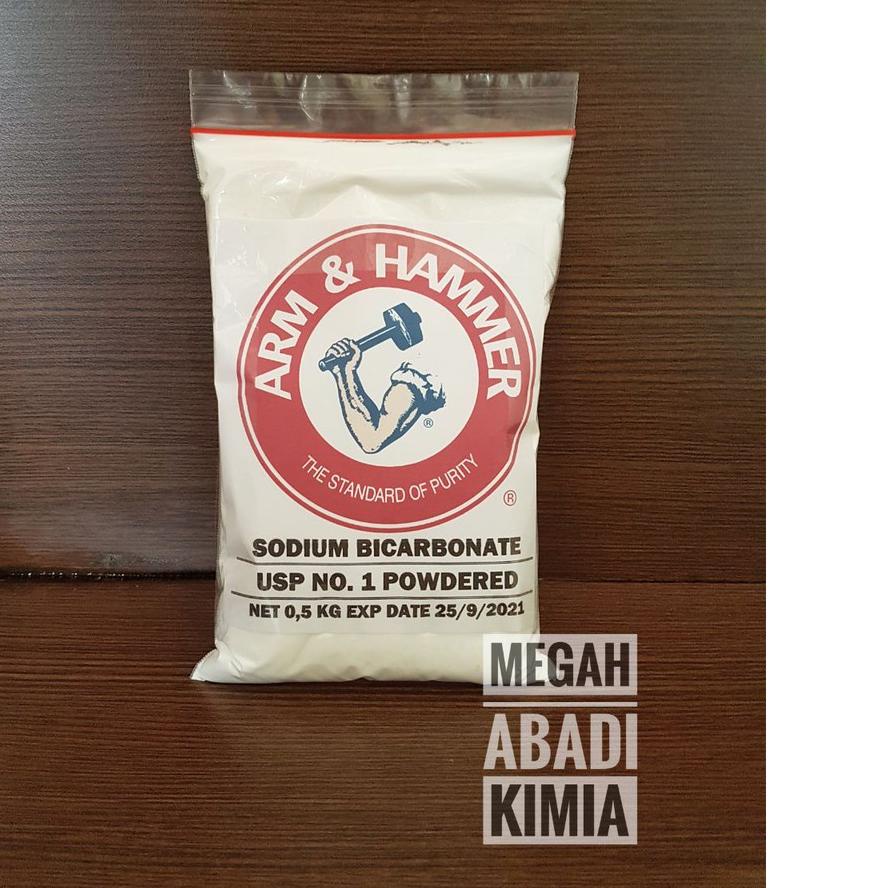 ARM & HAMMER
®
THE STANDARD OF PURITY
®
SODIUM BICARBONATE
USP NO. 1 POWDERED
NET 0,5 KG EXP DATE 25/9/2021
MEGAH
ABADI
KIMIA